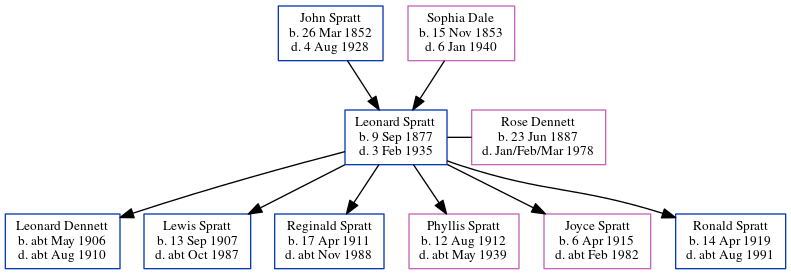 John Spratt
b. 26 Mar 1852
d. 4 Aug 1928
Sophia Dale
b. 15 Nov 1853
d. 6 Jan 1940
Leonard Spratt
b. 9 Sep 1877
d. 3 Feb 1935
Rose Dennett
b. 23 Jun 1887
d. Jan/Feb/Mar 1978
Leonard Dennett
b. abt May 1906
d. abt Aug 1910
Lewis Spratt
b. 13 Sep 1907
d. abt Oct 1987
Reginald Spratt
b. 17 Apr 1911
d. abt Nov 1988
Phyllis Spratt
b. 12 Aug 1912
d. abt May 1939
Joyce Spratt
b. 6 Apr 1915
d. abt Feb 1982
Ronald Spratt
b. 14 Apr 1919
d. abt Aug 1991